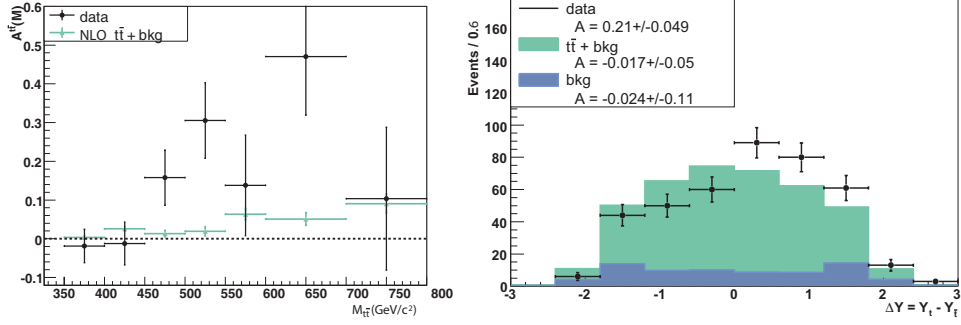 A^tt̄(M)
0.6
0.5
0.4
0.3
0.2
0.1
0
-0.1
data
NLO tt̄ + bkg
350 400 450 500 550 600 650 700 750 800
M_tt̄ (GeV/c²)
Events / 0.6
160
140
120
100
80
60
40
20
0
data
A = 0.21+/-0.049
tt̄ + bkg
A = -0.017+/-0.05
bkg
A = -0.024+/-0.11
-3 -2 -1 0 1 2 3
ΔY = Y_t - Y_t̄